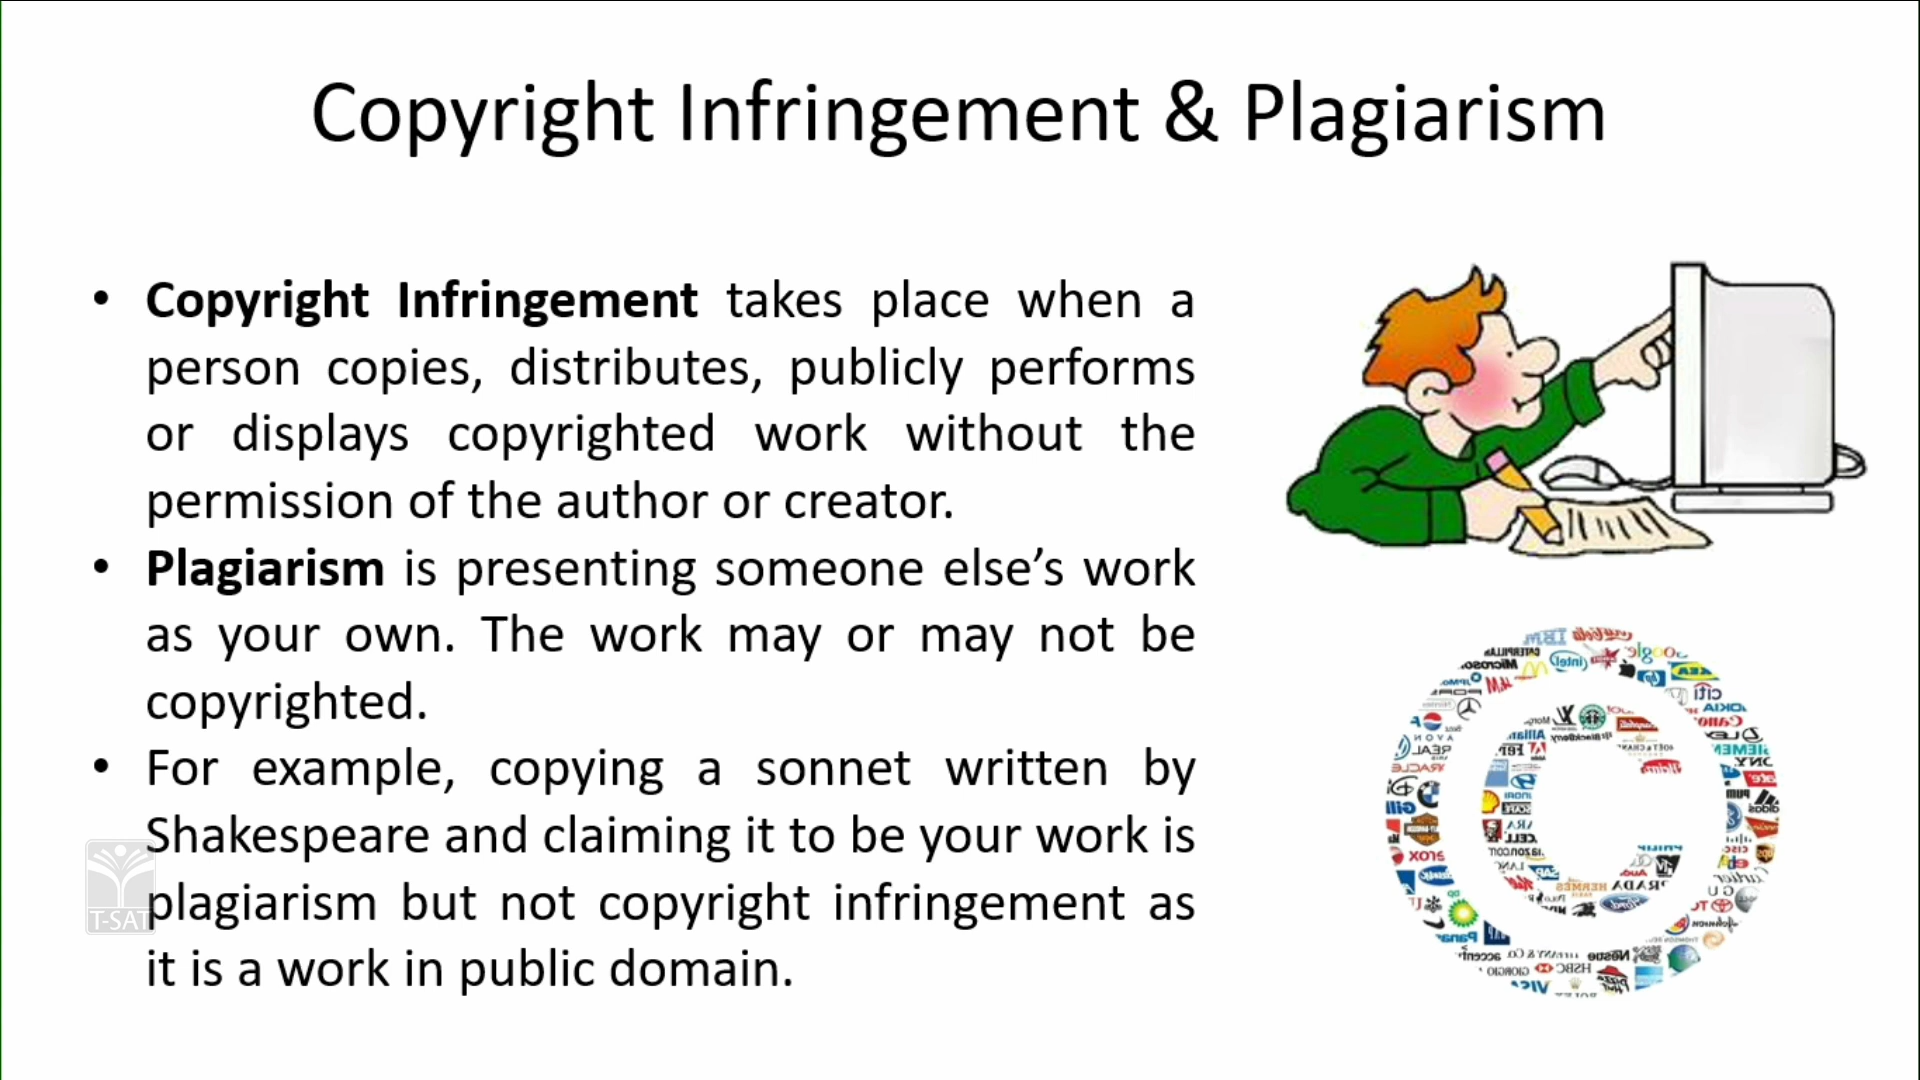 Copyright Infringement & Plagiarism
• Copyright Infringement takes place when a
person copies, distributes, publicly performs
or displays copyrighted work without the
permission of the author or creator.
• Plagiarism is presenting someone else’s work
as your own. The work may or may not be
copyrighted.
• For example, copying a sonnet written by
Shakespeare and claiming it to be your work is
plagiarism but not copyright infringement as
it is a work in public domain.
T-SAT